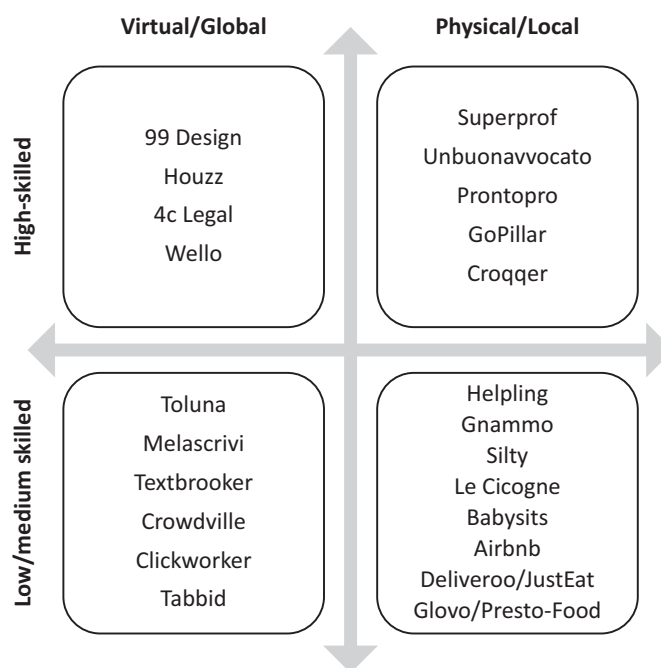 Virtual/Global
Physical/Local
High-skilled
99 Design
Houzz
4c Legal
Wello
Superprof
Unbuonavvocato
Prontopro
GoPillar
Croqqer
Low/medium skilled
Toluna
Melascrivi
Textbrooker
Crowdville
Clickworker
Tabbid
Helpling
Gnammo
Silty
Le Cicogne
Babysits
Airbnb
Deliveroo/JustEat
Glovo/Presto-Food